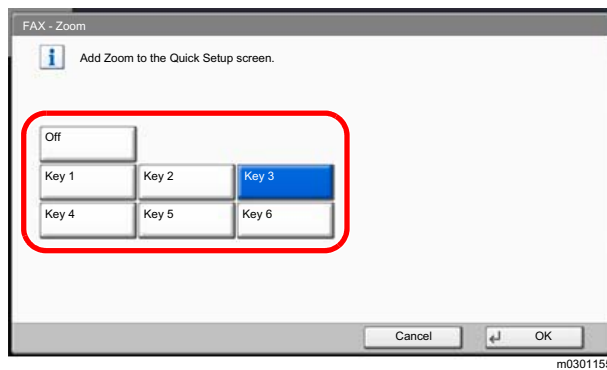 FAX - Zoom
Add Zoom to the Quick Setup screen.
Off
Key 1 Key 2 Key 3
Key 4 Key 5 Key 6
Cancel OK
m0301155